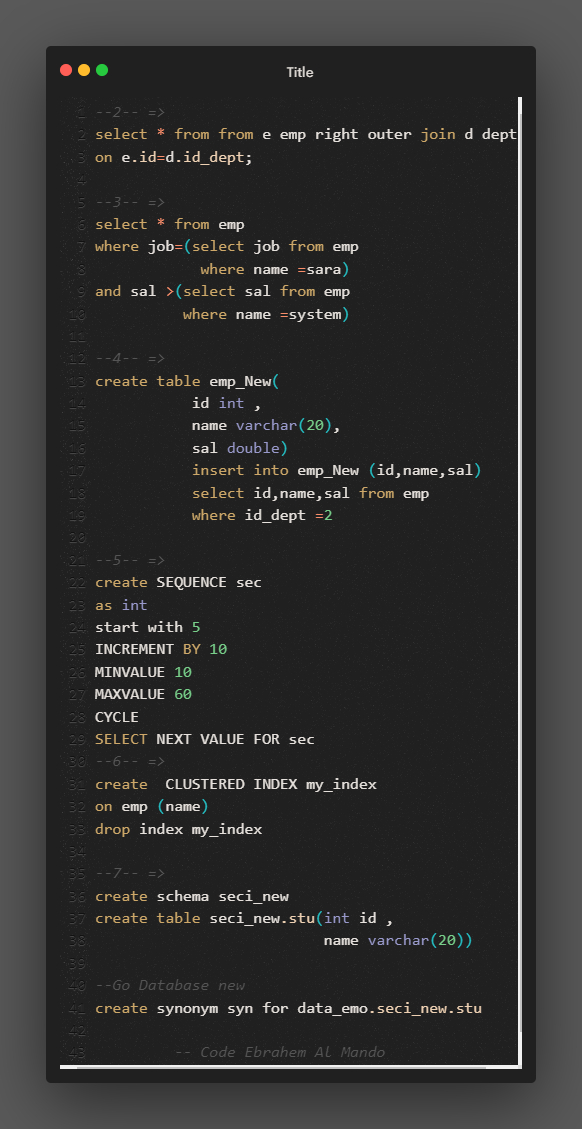 Title
1 --2-- =>
2 select * from from e emp right outer join d dept
3 on e.id=d.id_dept;
4
5 --3-- =>
6 select * from emp
7 where job=(select job from emp
8 where name =sara)
9 and sal >(select sal from emp
10 where name =system)
11
12 --4-- =>
13 create table emp_New(
14 id int ,
15 name varchar(20),
16 sal double)
17 insert into emp_New (id,name,sal)
18 select id,name,sal from emp
19 where id_dept =2
20
21 --5-- =>
22 create SEQUENCE sec
23 as int
24 start with 5
25 INCREMENT BY 10
26 MINVALUE 10
27 MAXVALUE 60
28 CYCLE
29 SELECT NEXT VALUE FOR sec
30 --6-- =>
31 create  CLUSTERED INDEX my_index
32 on emp (name)
33 drop index my_index
34
35 --7-- =>
36 create schema seci_new
37 create table seci_new.stu(int id ,
38 name varchar(20))
39
40 --Go Database new
41 create synonym syn for data_emo.seci_new.stu
42
43 -- Code Ebrahem Al Mando